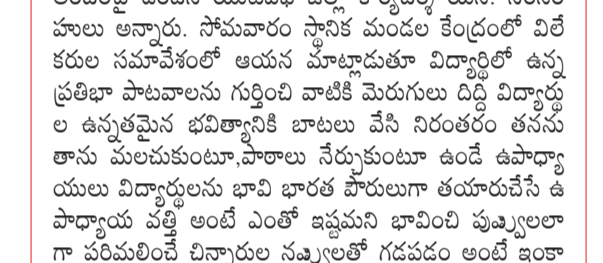 హులు అన్నారు. సోమవారం స్థానిక మండల కేంద్రంలో విలే
కరుల సమావేశంలో ఆయన మాట్లాడుతూ విద్యార్థిలో ఉన్న
ప్రతిభా పాటవాలను గుర్తించి వాటికి మెరుగులు దిద్ది విద్యార్థు
ల ఉన్నతమైన భవిత్యానికి బాటలు వేసి నిరంతరం తనను
తాను మలచుకుంటూ,పాఠాలు నేర్చుకుంటూ ఉండే ఉపాధ్యా
యులు విద్యార్థులను భావి భారత పౌరులుగా తయారుచేసే ఉ
పాధ్యాయ వత్తి అంటే ఎంతో ఇష్టమని భావించి పువ్వులలా
గా పరిమలించే చిన్నారుల నవ్వులతో గడపడం అంటే ఇంకా